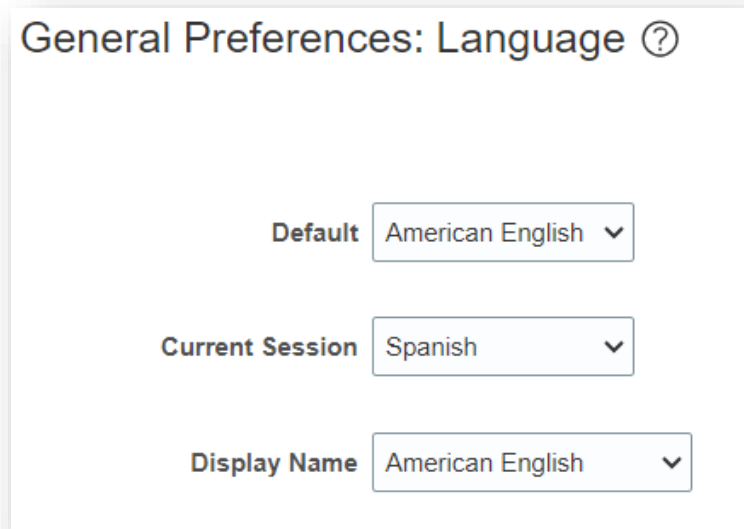 General Preferences: Language ?
Default American English
Current Session Spanish
Display Name American English